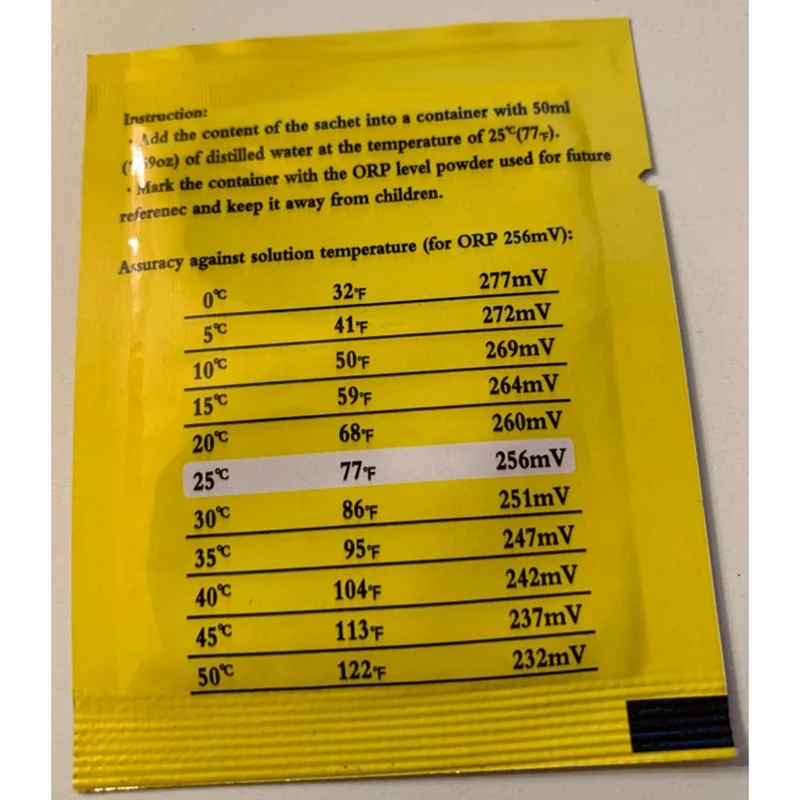 Instruction:
· Add the content of the sachet into a container with 50ml
of distilled water at the temperature of 25℃(77℉).
· Mark the container with the ORP level powder used for future
referenec and keep it away from children.
Assuracy against solution temperature (for ORP 256mV):
0℃ 32℉ 277mV
5℃ 41℉ 272mV
10℃ 50℉ 269mV
15℃ 59℉ 264mV
20℃ 68℉ 260mV
25℃ 77℉ 256mV
30℃ 86℉ 251mV
35℃ 95℉ 247mV
40℃ 104℉ 242mV
45℃ 113℉ 237mV
50℃ 122℉ 232mV